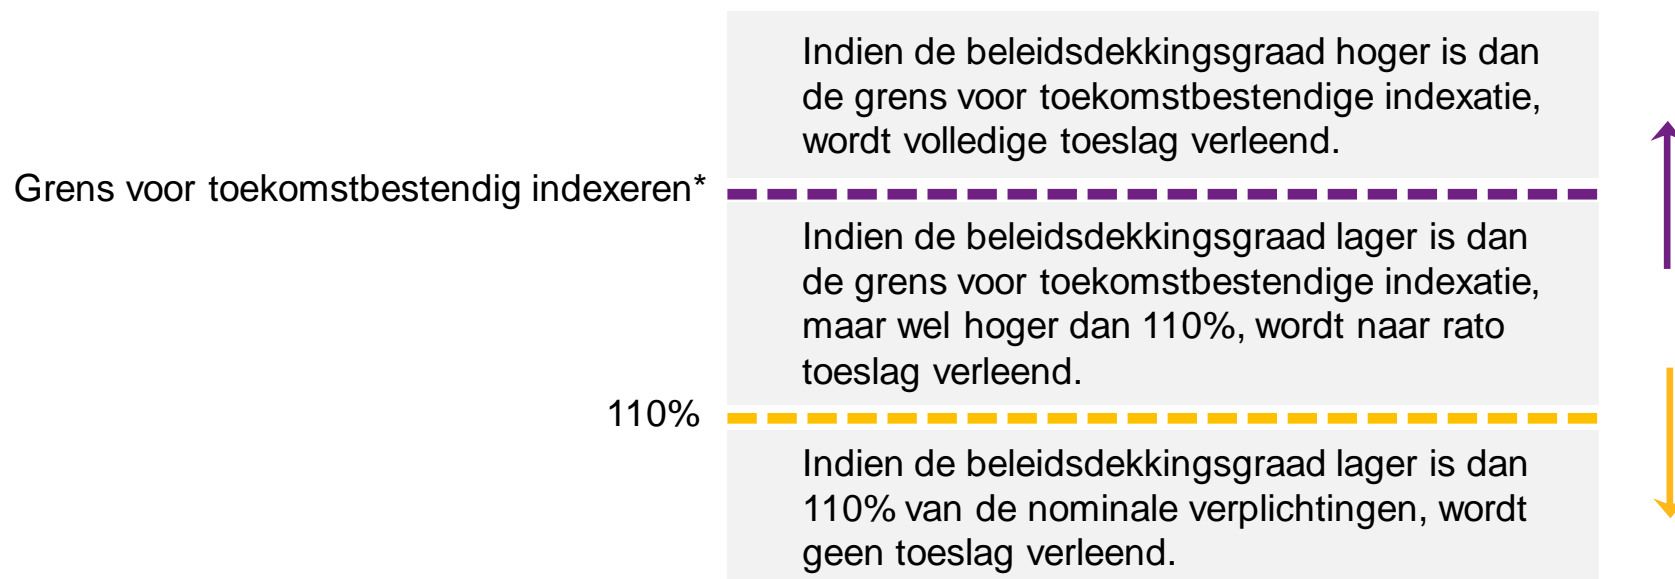 Indien de beleidsdekkingsgraad hoger is dan
de grens voor toekomstbestendige indexatie,
wordt volledige toeslag verleend.
Grens voor toekomstbestendig indexeren*
Indien de beleidsdekkingsgraad lager is dan
de grens voor toekomstbestendige indexatie,
maar wel hoger dan 110%, wordt naar rato
toeslag verleend.
110%
Indien de beleidsdekkingsgraad lager is dan
110% van de nominale verplichtingen, wordt
geen toeslag verleend.